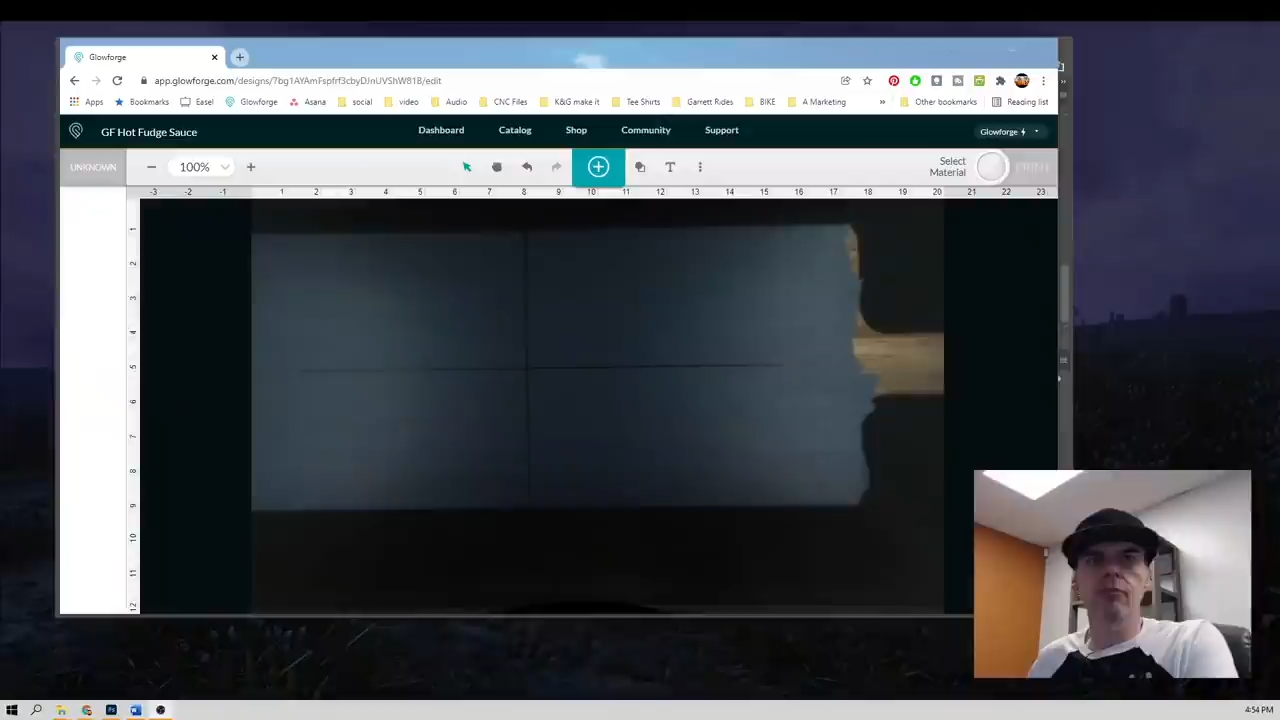 Glowforge
app.glowforge.com/designs/7bg1AYAmFspfrf3cbyDJnUVShW81B/edit
Apps Bookmarks Easel Glowforge Asana social video Audio CNC Files K&G make it Tee Shirts Garrett Rides BIKE A Marketing » Other bookmarks Reading list
GF Hot Fudge Sauce Dashboard Catalog Shop Community Support Glowforge
UNKNOWN 100% T Select Material PRINT
-3 -2 -1 1 2 3 4 5 6 7 8 9 10 11 12 13 14 15 16 17 18 19 20 21 22 23
1
2
3
4
5
6
7
8
9
10
11
12
4:54 PM